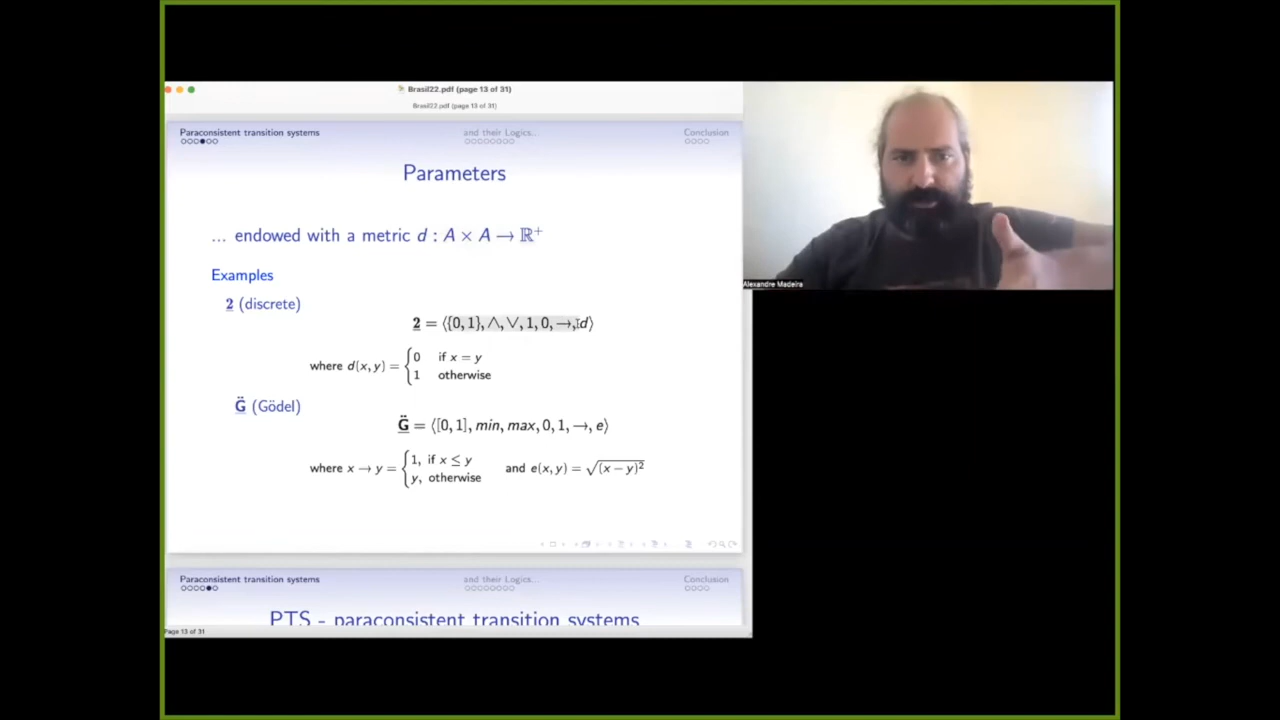 Brasil22.pdf (page 13 of 31)
Brasil22.pdf (page 13 of 31)
Paraconsistent transition systems and their Logics... Conclusion
Parameters
... endowed with a metric d : A × A → ℝ⁺
Examples
2 (discrete)
2 = ⟨{0, 1}, ∧, ∨, 1, 0, →, d⟩
where d(x, y) = { 0 if x = y
1 otherwise
G̈ (Gödel)
G̈ = ⟨[0, 1], min, max, 0, 1, →, e⟩
where x → y = { 1, if x ≤ y
y, otherwise
and e(x, y) = √(x − y)²
Paraconsistent transition systems and their Logics... Conclusion
PTS - paraconsistent transition systems
Page 13 of 31
Alexandre Madeira